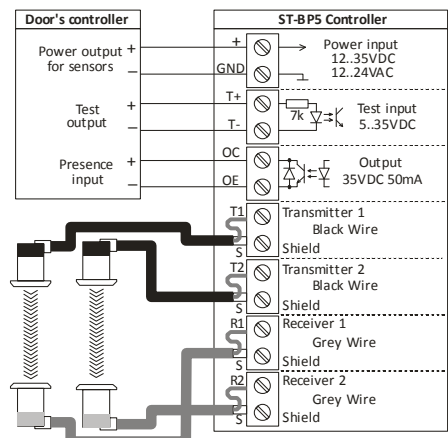 Door's controller
ST-BP5 Controller
Power output
for sensors
+
−
+
GND
Power input
12..35VDC
12..24VAC
Test
output
+
−
T+
T-
7k
Test input
5..35VDC
Presence
input
+
−
OC
OE
Output
35VDC 50mA
T1
Transmitter 1
Black Wire
S
Shield
T2
Transmitter 2
Black Wire
S
Shield
R1
Receiver 1
Grey Wire
S
Shield
R2
Receiver 2
Grey Wire
S
Shield